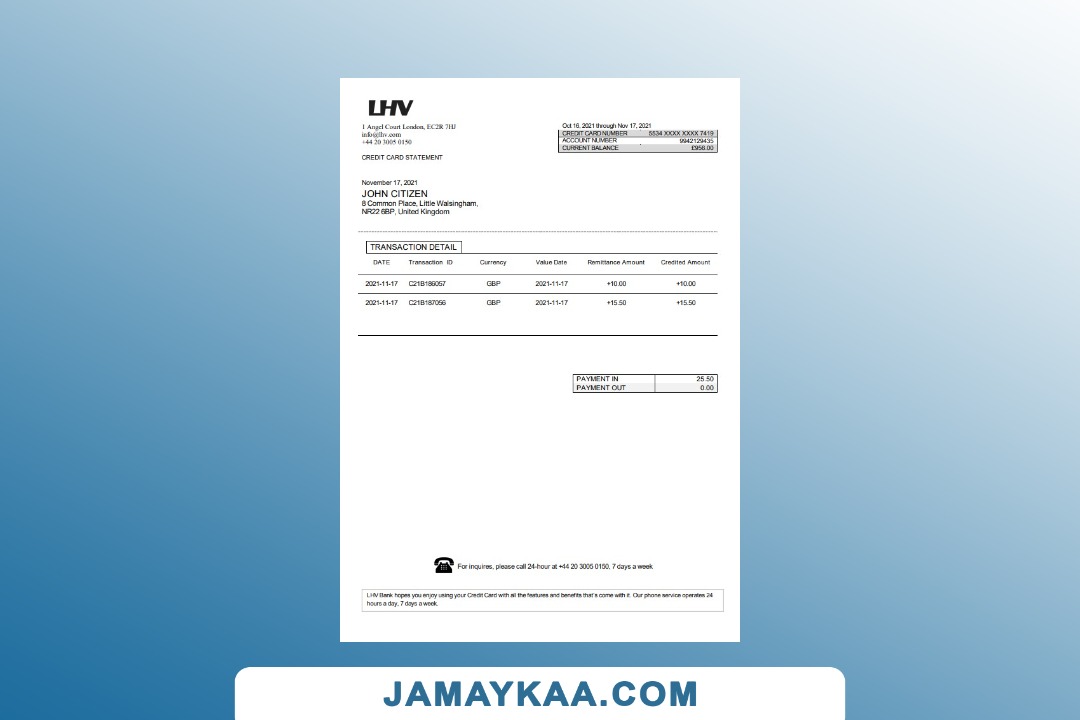 LHV
1 Angel Court London, EC2R 7HJ
info@lhv.com
+44 20 3005 0150
CREDIT CARD STATEMENT
Oct 16, 2021 through Nov 17, 2021
CREDIT CARD NUMBER 5534 XXXX XXXX 7419
ACCOUNT NUMBER 9942129435
CURRENT BALANCE £956.00
November 17, 2021
JOHN CITIZEN
8 Common Place, Little Walsingham,
NR22 6BP, United Kingdom
TRANSACTION DETAIL
DATE Transaction ID Currency Value Date Remittance Amount Credited Amount
2021-11-17 C21B186057 GBP 2021-11-17 +10.00 +10.00
2021-11-17 C21B187056 GBP 2021-11-17 +15.50 +15.50
PAYMENT IN 25.50
PAYMENT OUT 0.00
For inquires, please call 24-hour at +44 20 3005 0150, 7 days a week
LHV Bank hopes you enjoy using your Credit Card with all the features and benefits that's come with it. Our phone service operates 24
hours a day, 7 days a week.
JAMAYKAA.COM